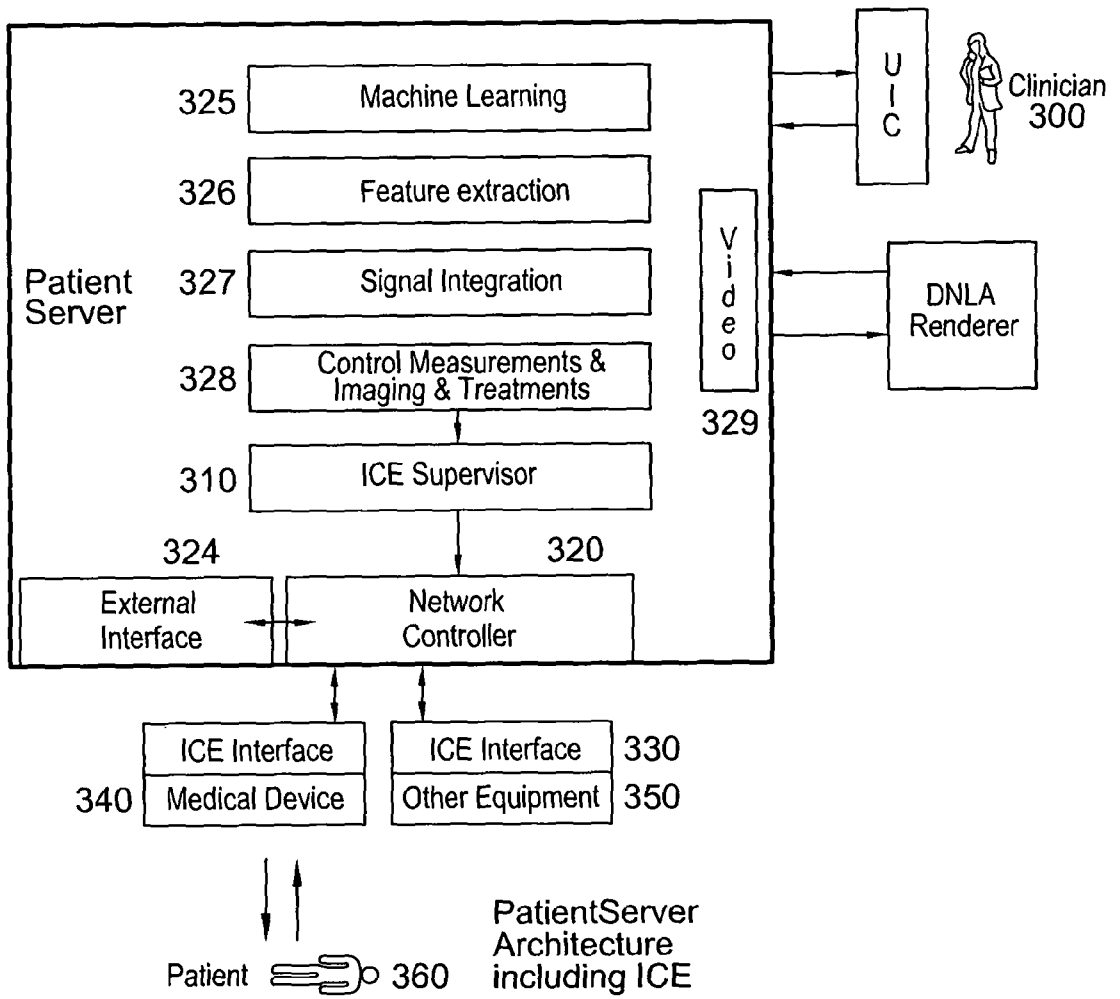 325
Machine Learning
U
I
C
Clinician
300
326
Feature extraction
Video
Patient
Server
327
Signal Integration
DNLA
Renderer
328
Control Measurements &
Imaging & Treatments
329
310
ICE Supervisor
324
320
External
Interface
Network
Controller
ICE Interface
ICE Interface
330
340
Medical Device
Other Equipment
350
Patient
360
PatientServer
Architecture
including ICE